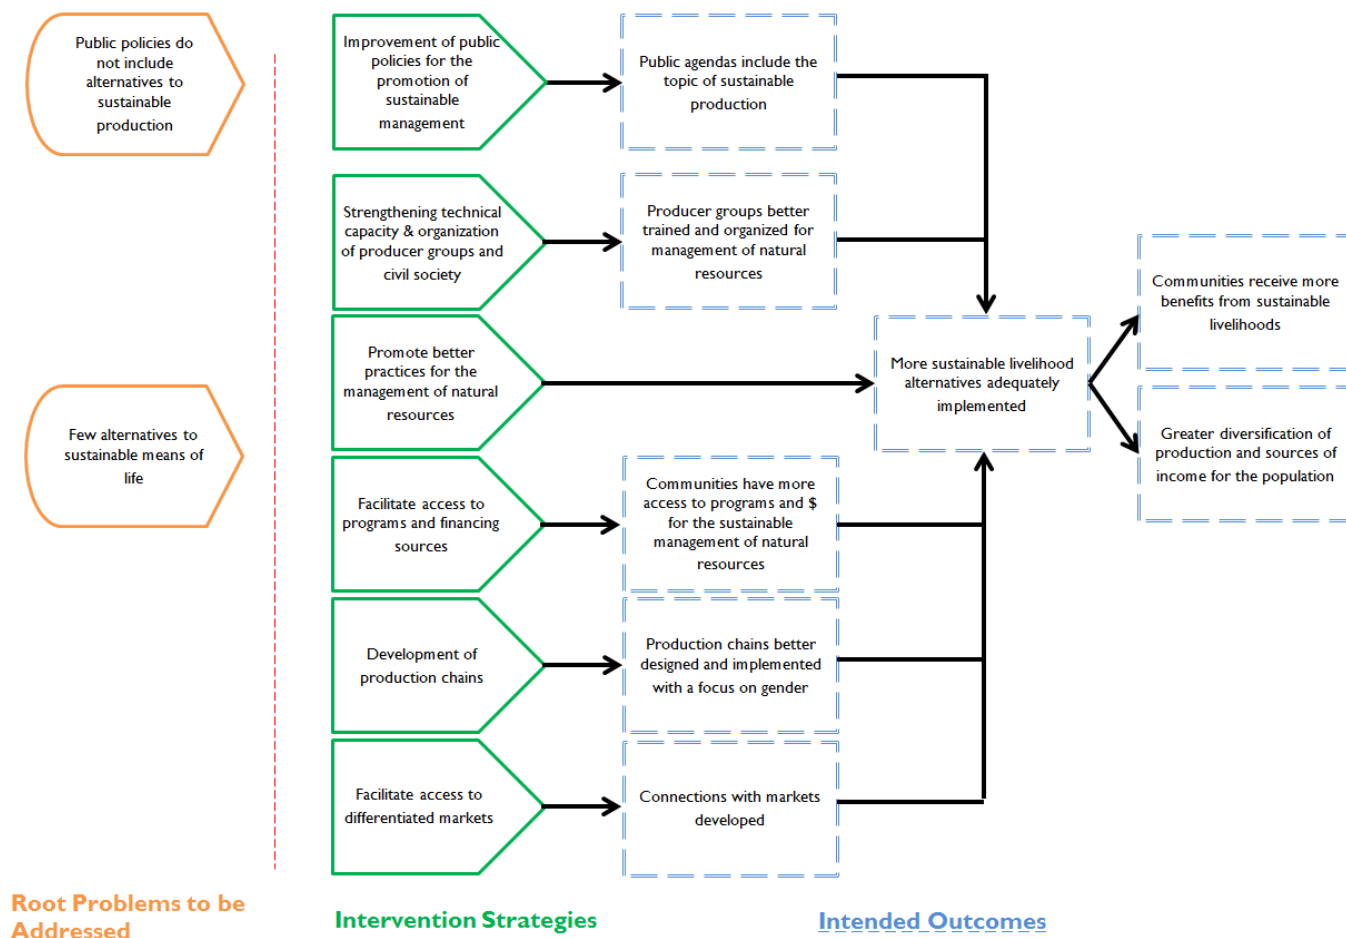 Public policies do
not include
alternatives to
sustainable
production
Few alternatives to
sustainable means of
life
Improvement of public
policies for the
promotion of
sustainable
management
Public agendas include the
topic of sustainable
production
Strengthening technical
capacity & organization
of producer groups and
civil society
Producer groups better
trained and organized for
management of natural
resources
Promote better
practices for the
management of natural
resources
Facilitate access to
programs and financing
sources
Communities have more
access to programs and $
for the sustainable
management of natural
resources
Development of
production chains
Production chains better
designed and implemented
with a focus on gender
Facilitate access to
differentiated markets
Connections with markets
developed
More sustainable livelihood
alternatives adequately
implemented
Communities receive more
benefits from sustainable
livelihoods
Greater diversification of
production and sources of
income for the population
Root Problems to be
Addressed
Intervention Strategies
Intended Outcomes